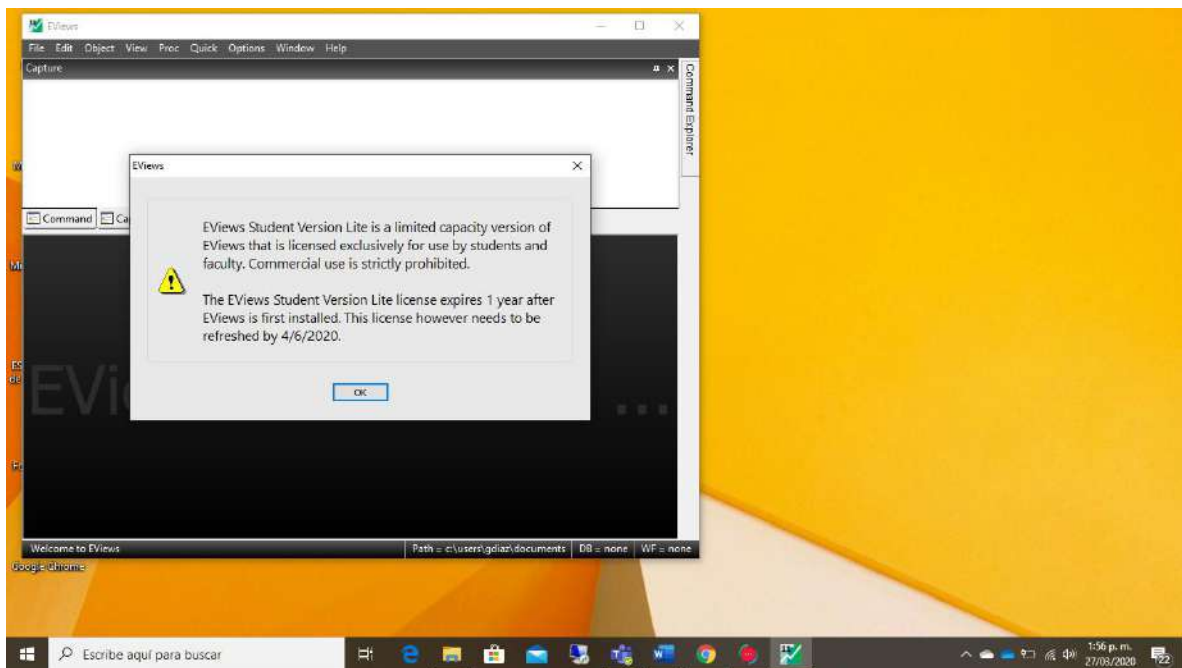 EViews
File Edit Object View Proc Quick Options Window Help
Capture
Command Explorer
EViews
Command
EViews Student Version Lite is a limited capacity version of
EViews that is licensed exclusively for use by students and
faculty. Commercial use is strictly prohibited.
The EViews Student Version Lite license expires 1 year after
EViews is first installed. This license however needs to be
refreshed by 4/6/2020.
OK
Welcome to EViews
Path = c:\users\gdiaz\documents DB = none WF = none
Google Chrome
Escribe aquí para buscar
1:56 p. m.
27/03/2020
22